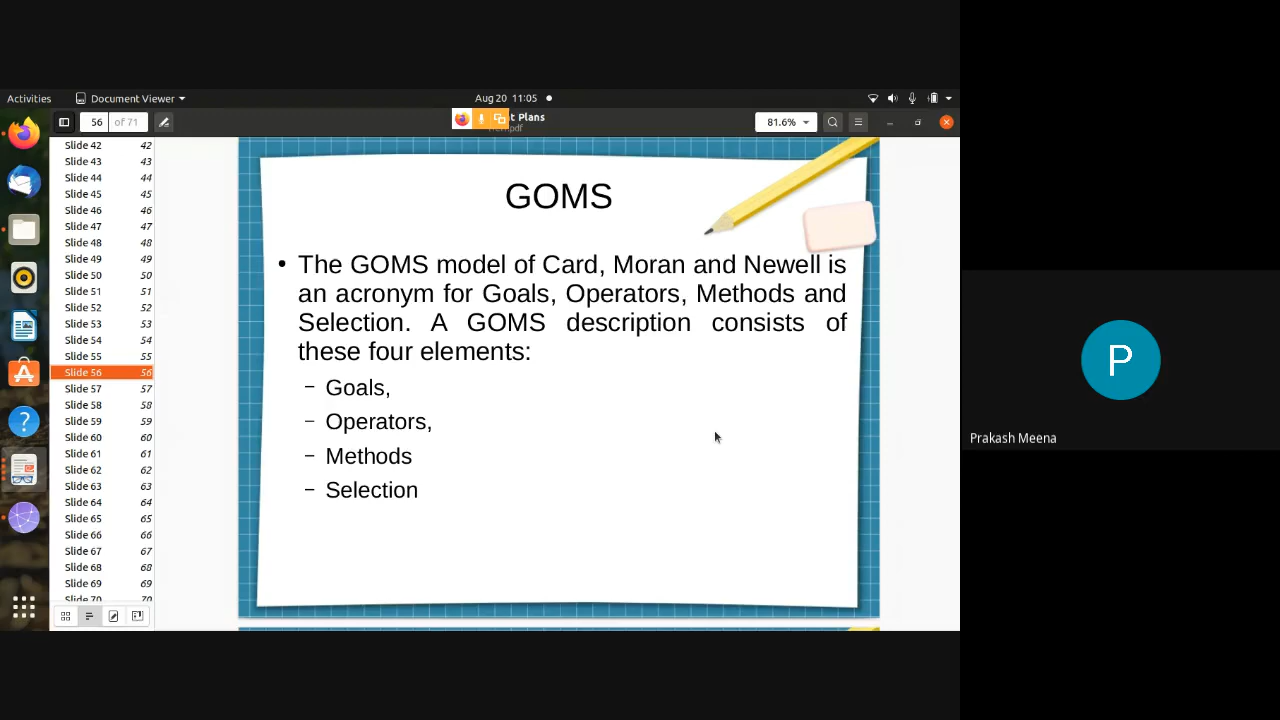 Activities
Document Viewer
Aug 20 11:05
56
of 71
t Plans
.pdf
81.6%
Slide 42 42
Slide 43 43
Slide 44 44
Slide 45 45
Slide 46 46
Slide 47 47
Slide 48 48
Slide 49 49
Slide 50 50
Slide 51 51
Slide 52 52
Slide 53 53
Slide 54 54
Slide 55 55
Slide 56 56
Slide 57 57
Slide 58 58
Slide 59 59
Slide 60 60
Slide 61 61
Slide 62 62
Slide 63 63
Slide 64 64
Slide 65 65
Slide 66 66
Slide 67 67
Slide 68 68
Slide 69 69
Slide 70 70
GOMS
• The GOMS model of Card, Moran and Newell is
an acronym for Goals, Operators, Methods and
Selection. A GOMS description consists of
these four elements:
– Goals,
– Operators,
– Methods
– Selection
P
Prakash Meena